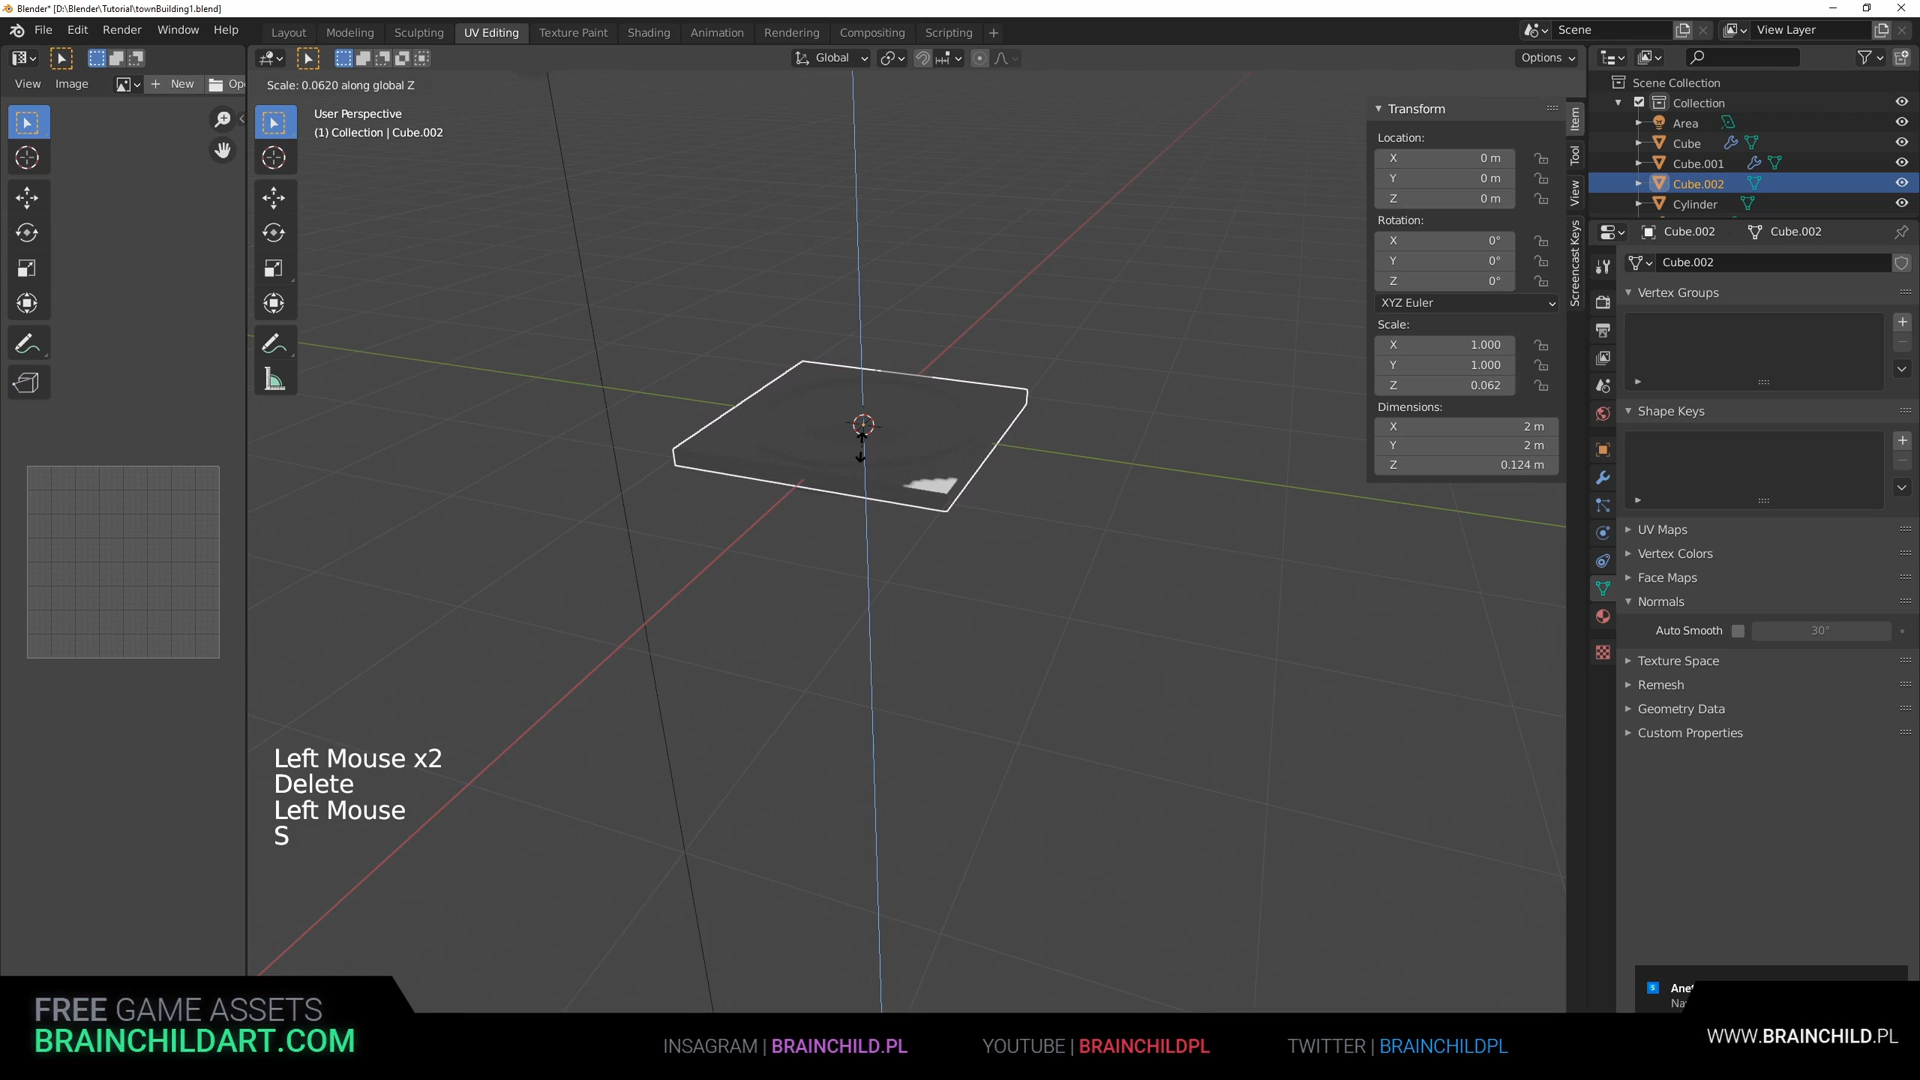 Blender* [D:\Blender\Tutorial\townBuilding1.blend]
File Edit Render Window Help
Layout Modeling Sculpting UV Editing Texture Paint Shading Animation Rendering Compositing Scripting +
Scene
View Layer
Global
Options
View Image
New
Op
Scale: 0.0620 along global Z
User Perspective
(1) Collection | Cube.002
Transform
Location:
X 0 m
Y 0 m
Z 0 m
Rotation:
X 0°
Y 0°
Z 0°
XYZ Euler
Scale:
X 1.000
Y 1.000
Z 0.062
Dimensions:
X 2 m
Y 2 m
Z 0.124 m
Item
Tool
View
Screencast Keys
Scene Collection
Collection
Area
Cube
Cube.001
Cube.002
Cylinder
Cube.002 Cube.002
Cube.002
Vertex Groups
Shape Keys
UV Maps
Vertex Colors
Face Maps
Normals
Auto Smooth 30°
Texture Space
Remesh
Geometry Data
Custom Properties
Left Mouse x2
Delete
Left Mouse
S
FREE GAME ASSETS
BRAINCHILDART.COM
INSAGRAM | BRAINCHILD.PL
YOUTUBE | BRAINCHILDPL
TWITTER | BRAINCHILDPL
WWW.BRAINCHILD.PL